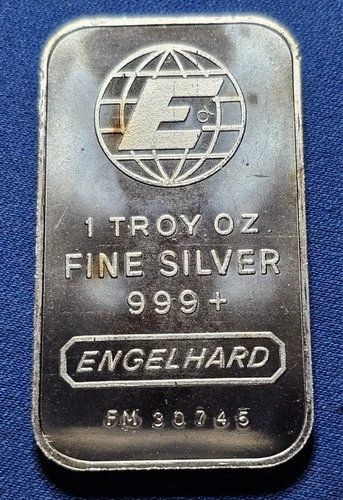 E
1 TROY OZ
FINE SILVER
999+
ENGELHARD
FM 30745